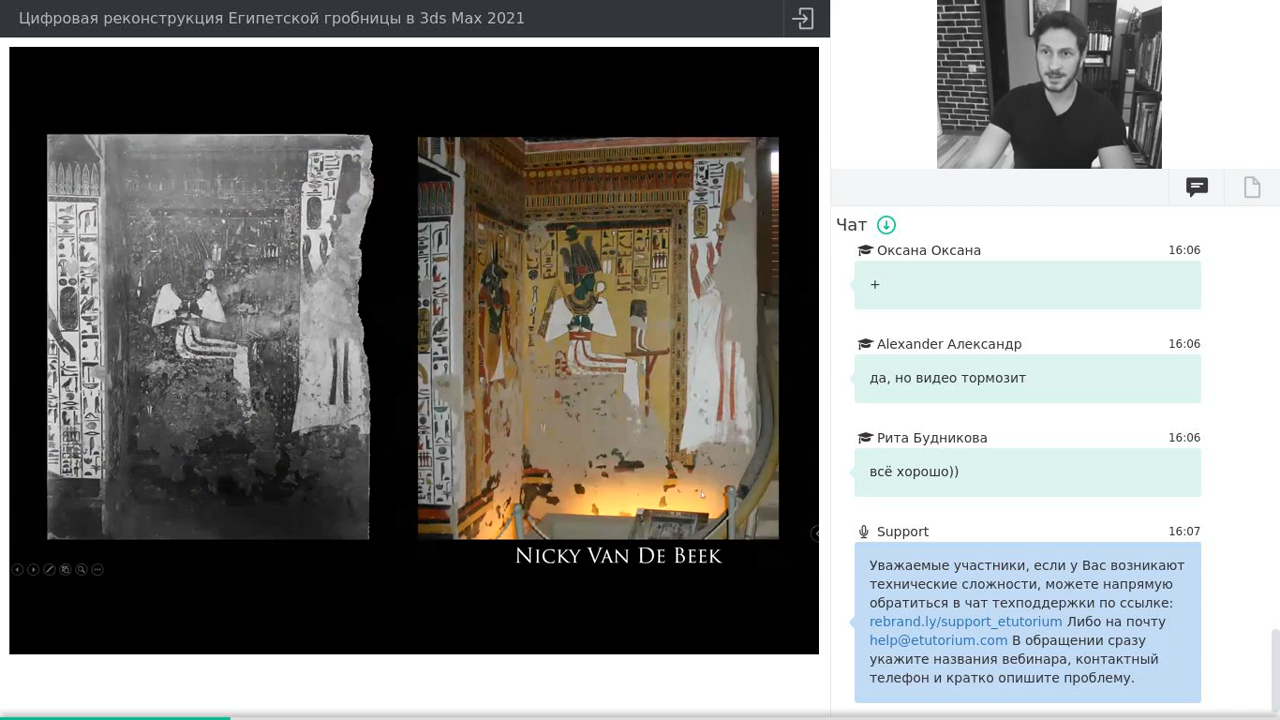 Цифровая реконструкция Египетской гробницы в 3ds Max 2021
NICKY VAN DE BEEK
Чат
Оксана Оксана 16:06
+
Alexander Александр 16:06
да, но видео тормозит
Рита Будникова 16:06
всё хорошо))
Support 16:07
Уважаемые участники, если у Вас возникают
технические сложности, можете напрямую
обратиться в чат техподдержки по ссылке:
rebrand.ly/support_etutorium Либо на почту
help@etutorium.com В обращении сразу
укажите названия вебинара, контактный
телефон и кратко опишите проблему.